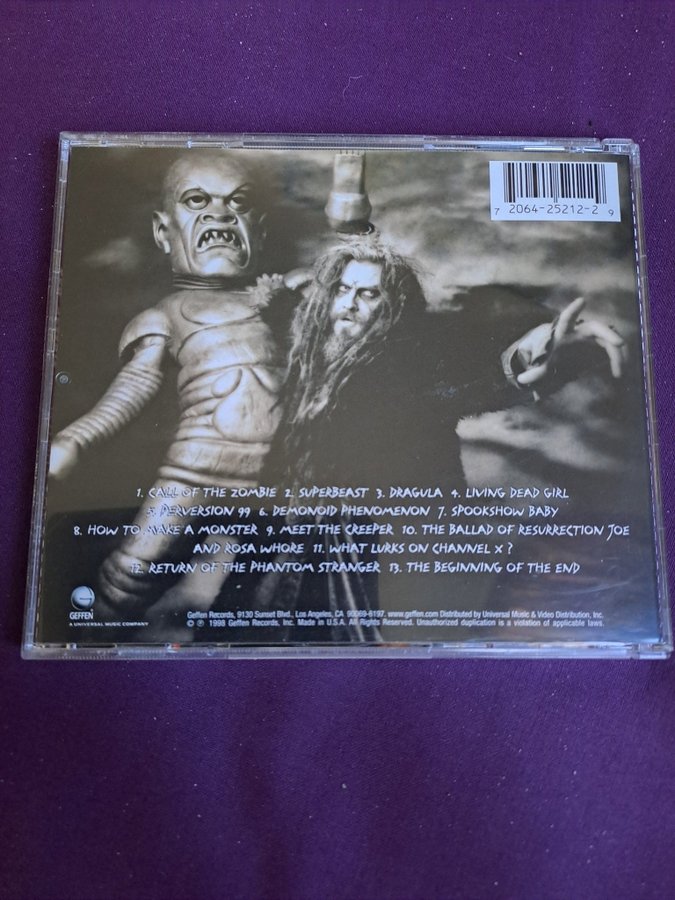 7 2064-25212-2 9
1. CALL OF THE ZOMBIE 2. SUPERBEAST 3. DRAGULA 4. LIVING DEAD GIRL
5. PERVERSION 99 6. DEMONOID PHENOMENON 7. SPOOKSHOW BABY
8. HOW TO MAKE A MONSTER 9. MEET THE CREEPER 10. THE BALLAD OF RESURRECTION JOE
AND ROSA WHORE 11. WHAT LURKS ON CHANNEL X?
12. RETURN OF THE PHANTOM STRANGER 13. THE BEGINNING OF THE END
GEFFEN
A UNIVERSAL MUSIC COMPANY
Geffen Records, 9130 Sunset Blvd., Los Angeles, CA 90069-6197. www.geffen.com Distributed by Universal Music & Video Distribution, Inc.
© ℗ 1998 Geffen Records, Inc. Made in U.S.A. All Rights Reserved. Unauthorized duplication is a violation of applicable laws.